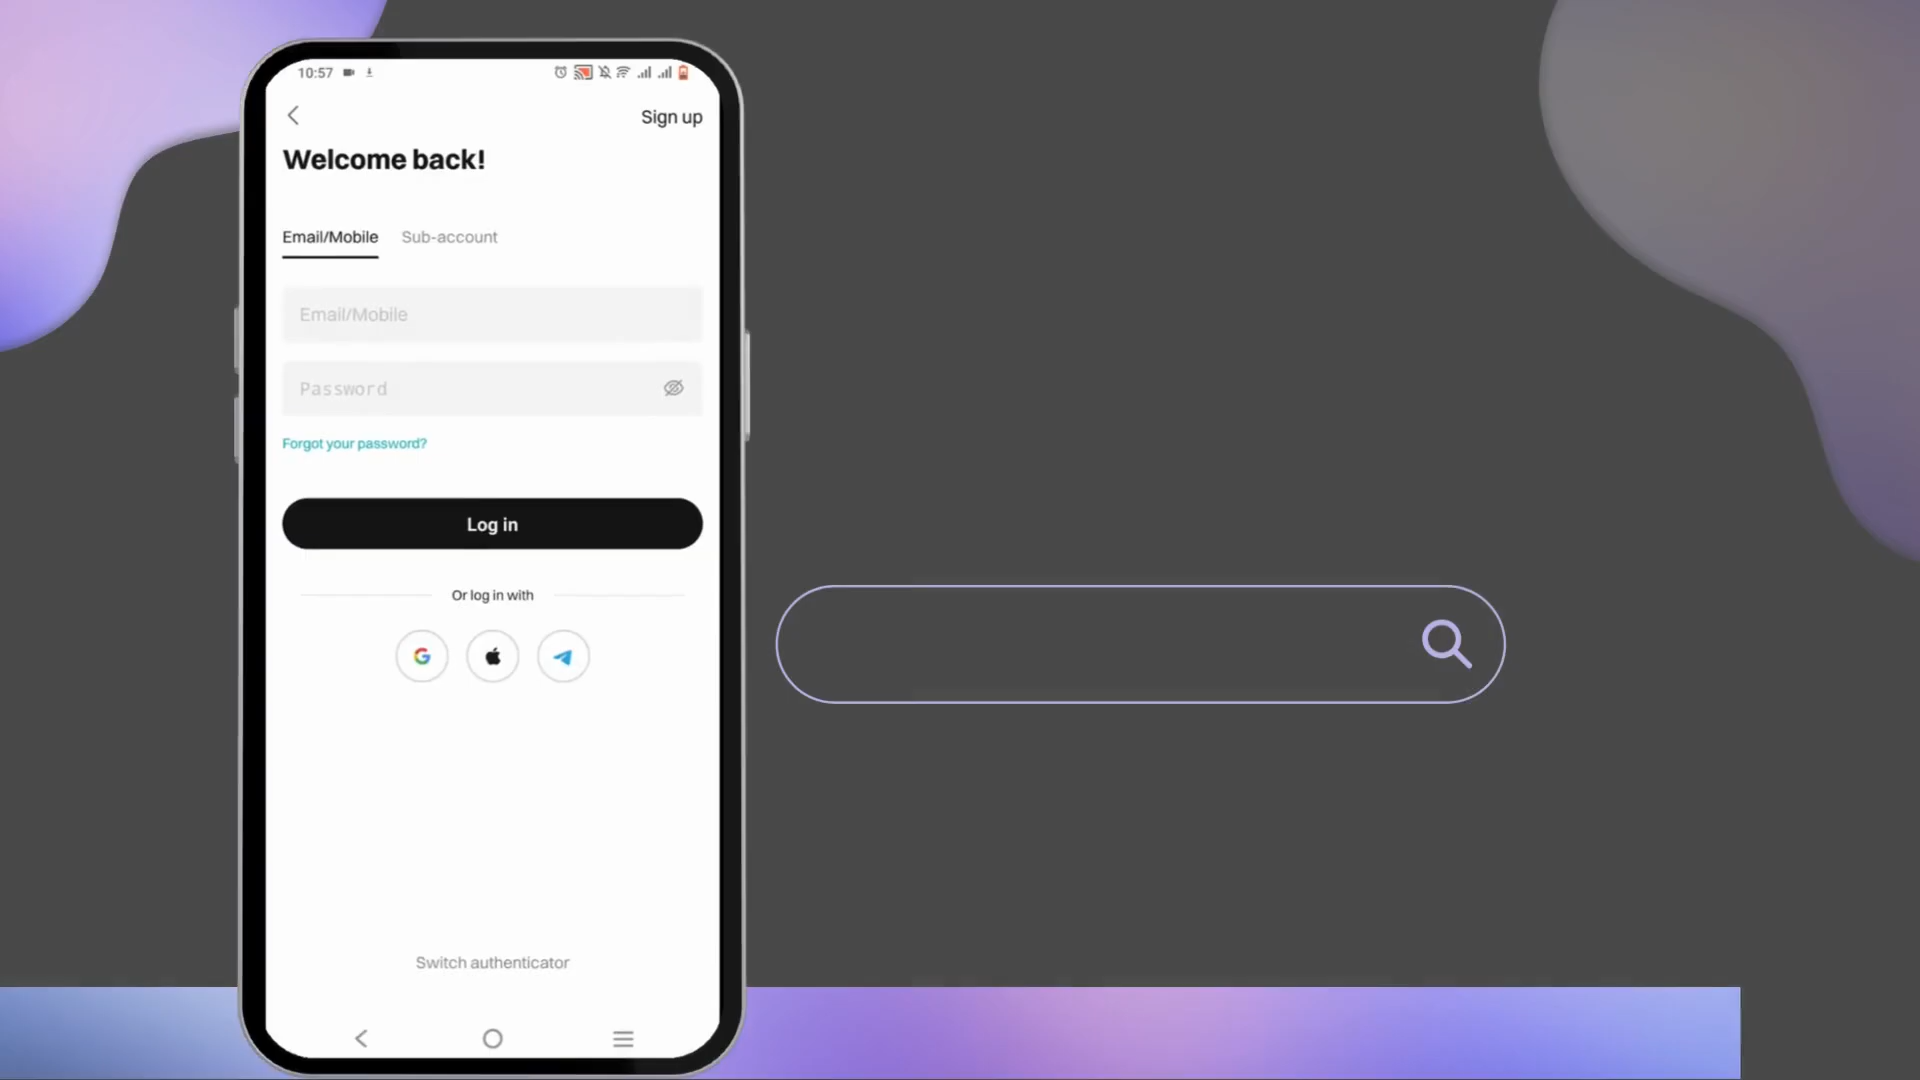 10:57
Sign up
Welcome back!
Email/Mobile Sub-account
Email/Mobile
Password
Forgot your password?
Log in
Or log in with
Switch authenticator